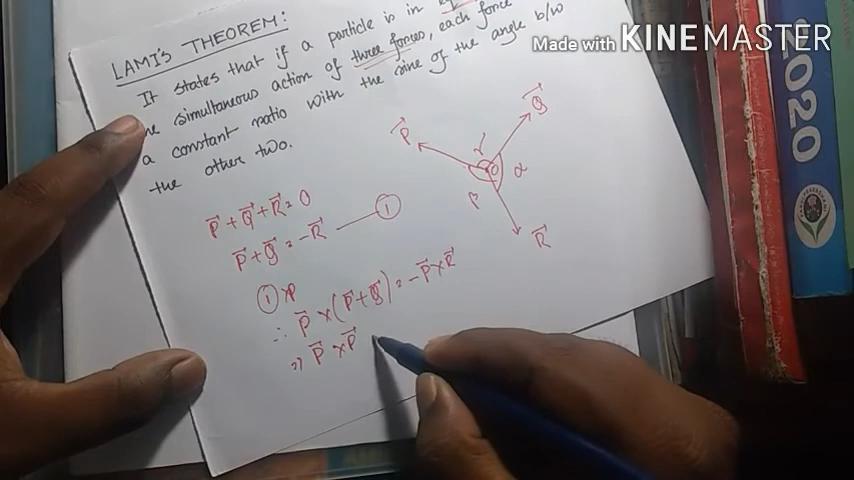 Made with KINEMASTER
LAMI'S THEOREM:
It states that if a particle is in
simultaneous action of three forces, each force
a constant ratio with the sine of the angle b/w
the other two.
P⃗
Q⃗
γ
O
α
β
R⃗
P⃗ + Q⃗ + R⃗ = 0
P⃗ + Q⃗ = -R⃗ — ①
① × P
∴ P⃗ × (P⃗ + Q⃗) = -P⃗ × R⃗
P⃗ × P⃗
2020